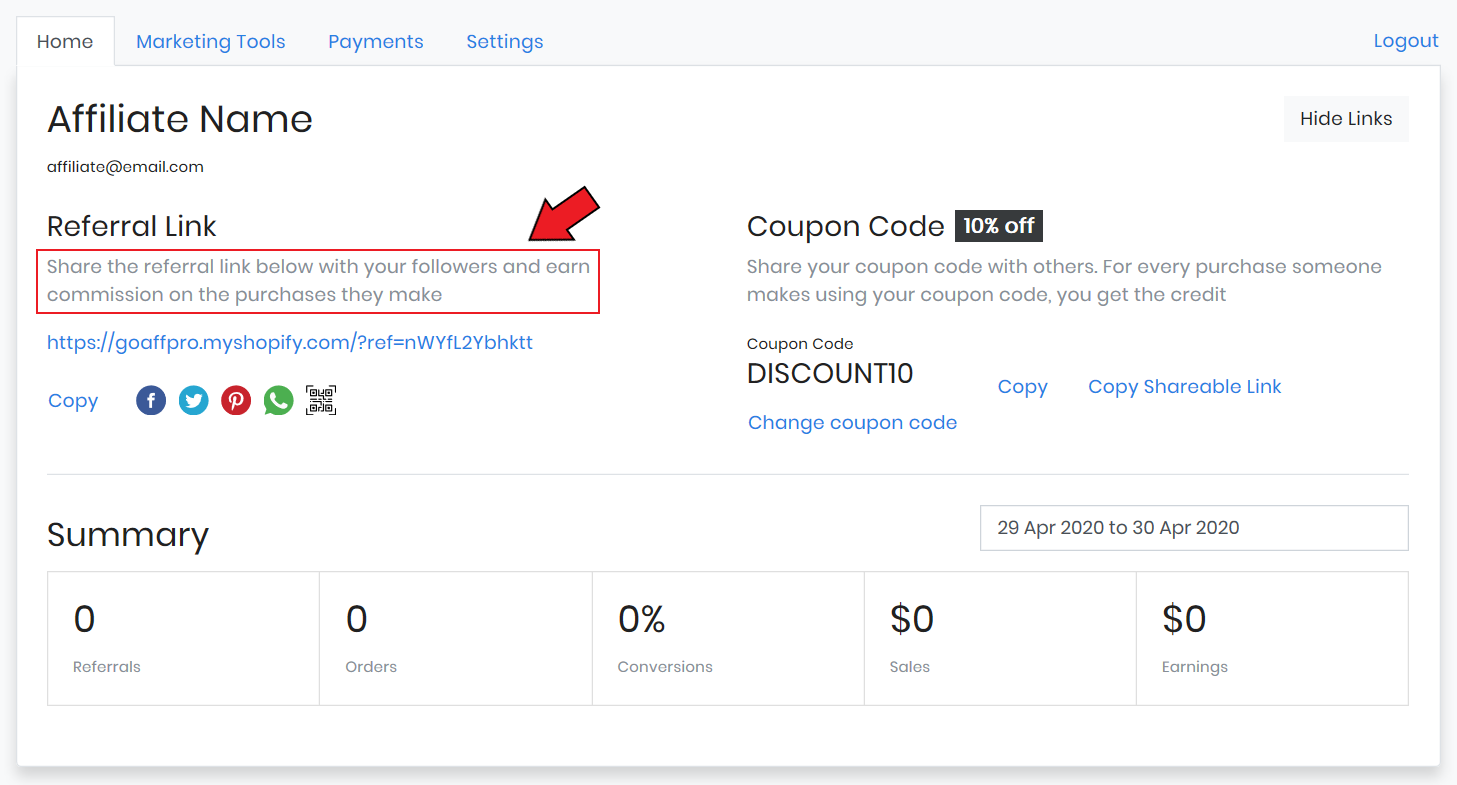 Home Marketing Tools Payments Settings Logout
Affiliate Name
Hide Links
affiliate@email.com
Referral Link
Share the referral link below with your followers and earn
commission on the purchases they make
https://goaffpro.myshopify.com/?ref=nWYfL2Ybhktt
Copy
Coupon Code 10% off
Share your coupon code with others. For every purchase someone
makes using your coupon code, you get the credit
Coupon Code
DISCOUNT10
Copy Copy Shareable Link
Change coupon code
Summary
29 Apr 2020 to 30 Apr 2020
0 0 0% $0 $0
Referrals Orders Conversions Sales Earnings